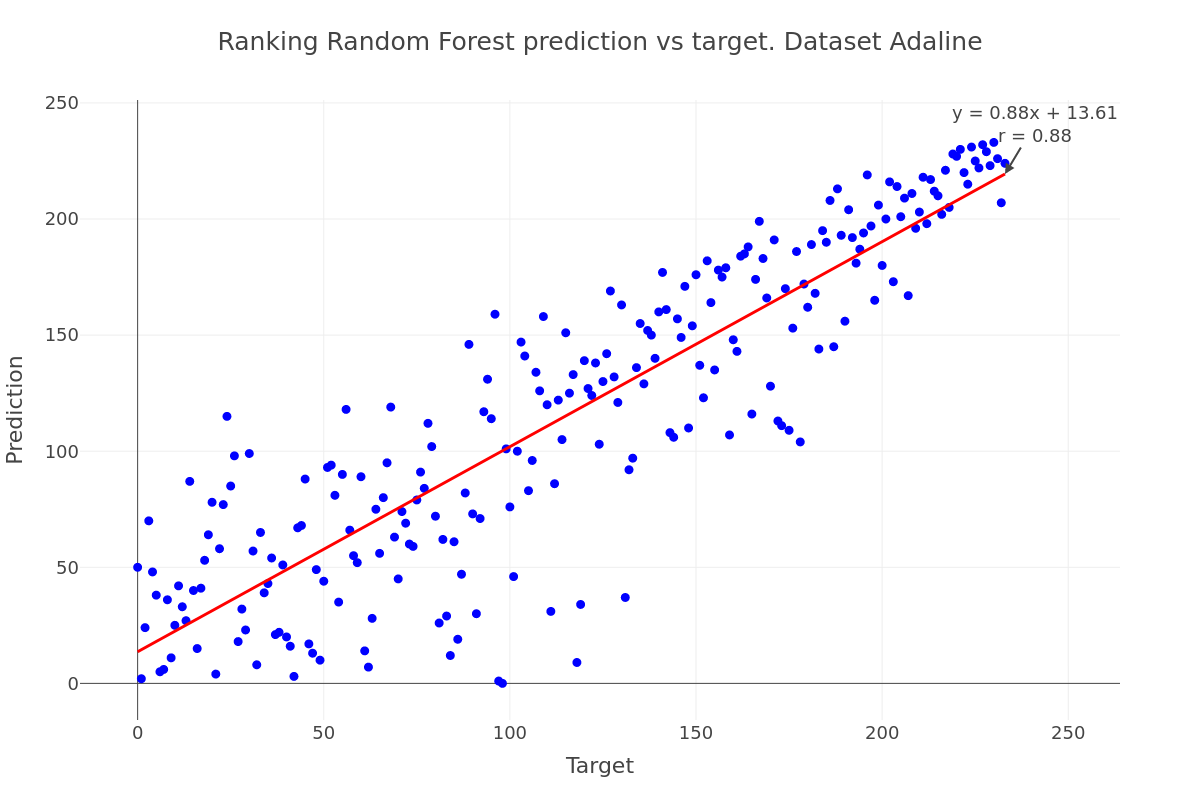 Ranking Random Forest prediction vs target. Dataset Adaline
y = 0.88x + 13.61
r = 0.88
250
200
150
100
50
0
Prediction
0 50 100 150 200 250
Target